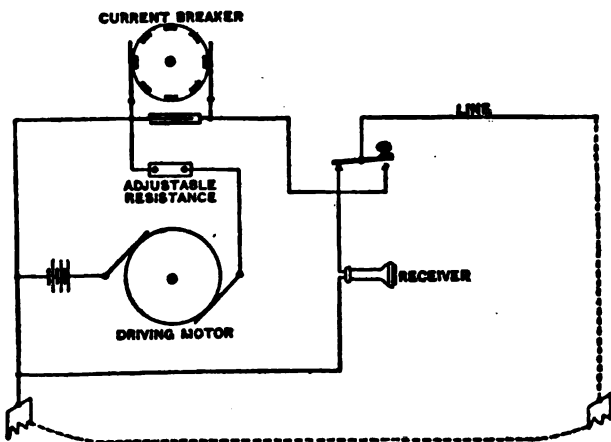 CURRENT BREAKER
LINE
ADJUSTABLE
RESISTANCE
RECEIVER
DRIVING MOTOR